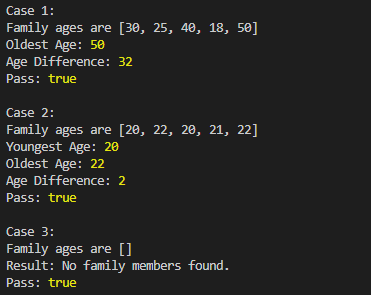 Case 1:
Family ages are [30, 25, 40, 18, 50]
Oldest Age: 50
Age Difference: 32
Pass: true
Case 2:
Family ages are [20, 22, 20, 21, 22]
Youngest Age: 20
Oldest Age: 22
Age Difference: 2
Pass: true
Case 3:
Family ages are []
Result: No family members found.
Pass: true